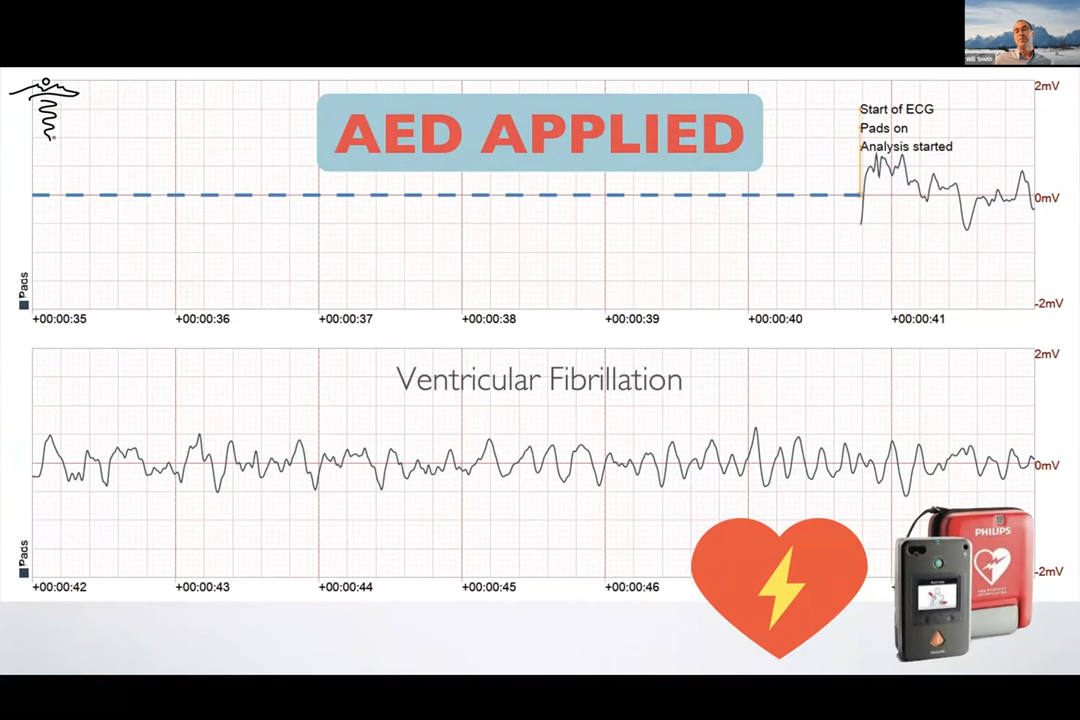 Will Smith
AED APPLIED
Start of ECG
Pads on
Analysis started
2mV
0mV
-2mV
Pads
+00:00:35
+00:00:36
+00:00:37
+00:00:38
+00:00:39
+00:00:40
+00:00:41
Ventricular Fibrillation
2mV
0mV
-2mV
Pads
+00:00:42
+00:00:43
+00:00:44
+00:00:45
+00:00:46
PHILIPS
PHILIPS